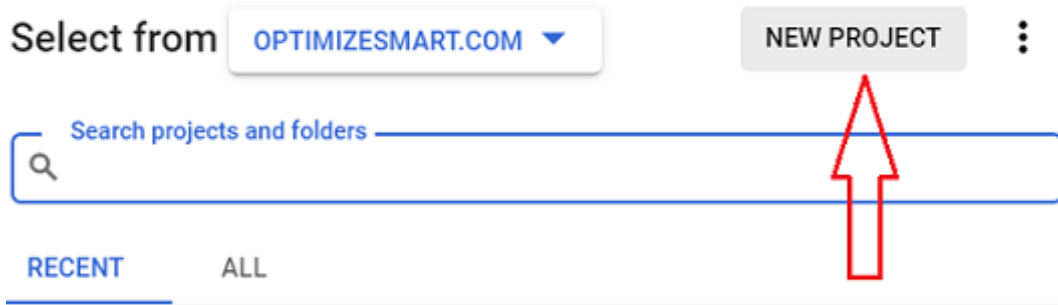 Select from OPTIMIZESMART.COM NEW PROJECT
Search projects and folders
RECENT ALL